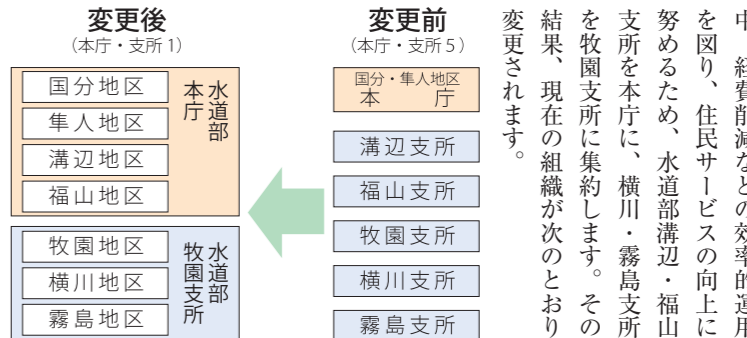 中、経費削減などの効率的運用
を図り、住民サービスの向上に
努めるため、水道部溝辺・福山
支所を本庁に、横川・霧島支所
を牧園支所に集約します。その
結果、現在の組織が次のとおり
変更されます。
変更前
（本庁・支所5）
国分・隼人地区
本　庁
溝辺支所
福山支所
牧園支所
横川支所
霧島支所
変更後
（本庁・支所1）
水道部
本庁
国分地区
隼人地区
溝辺地区
福山地区
水道部
牧園支所
牧園地区
横川地区
霧島地区